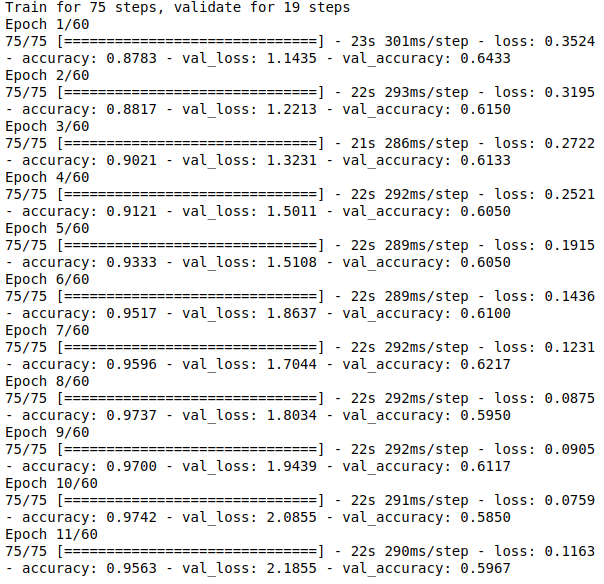 Train for 75 steps, validate for 19 steps
Epoch 1/60
75/75 [==============================] - 23s 301ms/step - loss: 0.3524
- accuracy: 0.8783 - val_loss: 1.1435 - val_accuracy: 0.6433
Epoch 2/60
75/75 [==============================] - 22s 293ms/step - loss: 0.3195
- accuracy: 0.8817 - val_loss: 1.2213 - val_accuracy: 0.6150
Epoch 3/60
75/75 [==============================] - 21s 286ms/step - loss: 0.2722
- accuracy: 0.9021 - val_loss: 1.3231 - val_accuracy: 0.6133
Epoch 4/60
75/75 [==============================] - 22s 292ms/step - loss: 0.2521
- accuracy: 0.9121 - val_loss: 1.5011 - val_accuracy: 0.6050
Epoch 5/60
75/75 [==============================] - 22s 289ms/step - loss: 0.1915
- accuracy: 0.9333 - val_loss: 1.5108 - val_accuracy: 0.6050
Epoch 6/60
75/75 [==============================] - 22s 289ms/step - loss: 0.1436
- accuracy: 0.9517 - val_loss: 1.8637 - val_accuracy: 0.6100
Epoch 7/60
75/75 [==============================] - 22s 292ms/step - loss: 0.1231
- accuracy: 0.9596 - val_loss: 1.7044 - val_accuracy: 0.6217
Epoch 8/60
75/75 [==============================] - 22s 292ms/step - loss: 0.0875
- accuracy: 0.9737 - val_loss: 1.8034 - val_accuracy: 0.5950
Epoch 9/60
75/75 [==============================] - 22s 292ms/step - loss: 0.0905
- accuracy: 0.9700 - val_loss: 1.9439 - val_accuracy: 0.6117
Epoch 10/60
75/75 [==============================] - 22s 291ms/step - loss: 0.0759
- accuracy: 0.9742 - val_loss: 2.0855 - val_accuracy: 0.5850
Epoch 11/60
75/75 [==============================] - 22s 290ms/step - loss: 0.1163
- accuracy: 0.9563 - val_loss: 2.1855 - val_accuracy: 0.5967